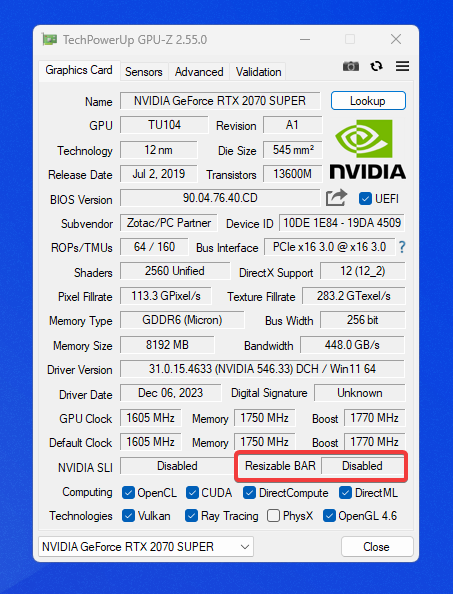 TechPowerUp GPU-Z 2.55.0
Graphics Card Sensors Advanced Validation
Name NVIDIA GeForce RTX 2070 SUPER Lookup
GPU TU104 Revision A1
Technology 12 nm Die Size 545 mm²
Release Date Jul 2, 2019 Transistors 13600M
NVIDIA
BIOS Version 90.04.76.40.CD UEFI
Subvendor Zotac/PC Partner Device ID 10DE 1E84 - 19DA 4509
ROPs/TMUs 64 / 160 Bus Interface PCIe x16 3.0 @ x16 3.0 ?
Shaders 2560 Unified DirectX Support 12 (12_2)
Pixel Fillrate 113.3 GPixel/s Texture Fillrate 283.2 GTexel/s
Memory Type GDDR6 (Micron) Bus Width 256 bit
Memory Size 8192 MB Bandwidth 448.0 GB/s
Driver Version 31.0.15.4633 (NVIDIA 546.33) DCH / Win11 64
Driver Date Dec 06, 2023 Digital Signature Unknown
GPU Clock 1605 MHz Memory 1750 MHz Boost 1770 MHz
Default Clock 1605 MHz Memory 1750 MHz Boost 1770 MHz
NVIDIA SLI Disabled Resizable BAR Disabled
Computing OpenCL CUDA DirectCompute DirectML
Technologies Vulkan Ray Tracing PhysX OpenGL 4.6
NVIDIA GeForce RTX 2070 SUPER Close